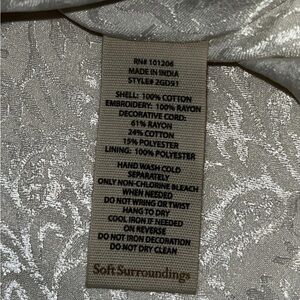 RN# 101206
MADE IN INDIA
STYLE# 2GD91
SHELL: 100% COTTON
EMBROIDERY: 100% RAYON
DECORATIVE CORD:
61% RAYON
24% COTTON
15% POLYESTER
LINING: 100% POLYESTER
HAND WASH COLD
SEPARATELY
ONLY NON-CHLORINE BLEACH
WHEN NEEDED
DO NOT WRING OR TWIST
HANG TO DRY
COOL IRON IF NEEDED
ON REVERSE
DO NOT IRON DECORATION
DO NOT DRY CLEAN
Soft Surroundings